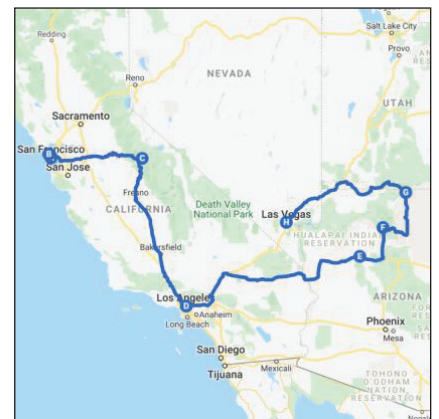 Redding
Salt Lake City
Provo
Reno
NEVADA
UTAH
Sacramento
San Francisco
B
C
San Jose
Fresno
CALIFORNIA
Death Valley
National Park
Las Vegas
H
G
F
HUALAPAI INDI
RESERVATION
E
Bakersfield
Los Angeles
D
Anaheim
Long Beach
ARIZONA
Phoenix
Mesa
San Diego
Tijuana
Mexicali
TOHONO
O'ODHAM
NATION
RESERVATION